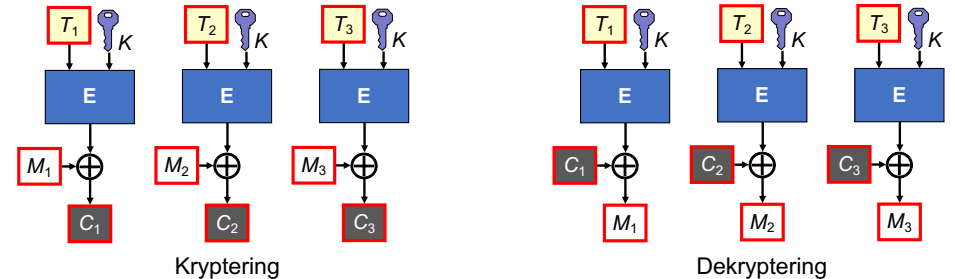 T1 K T2 K T3 K T1 K T2 K T3 K
E E E E E E
M1 M2 M3 C1 C2 C3
C1 C2 C3 M1 M2 M3
Kryptering Dekryptering